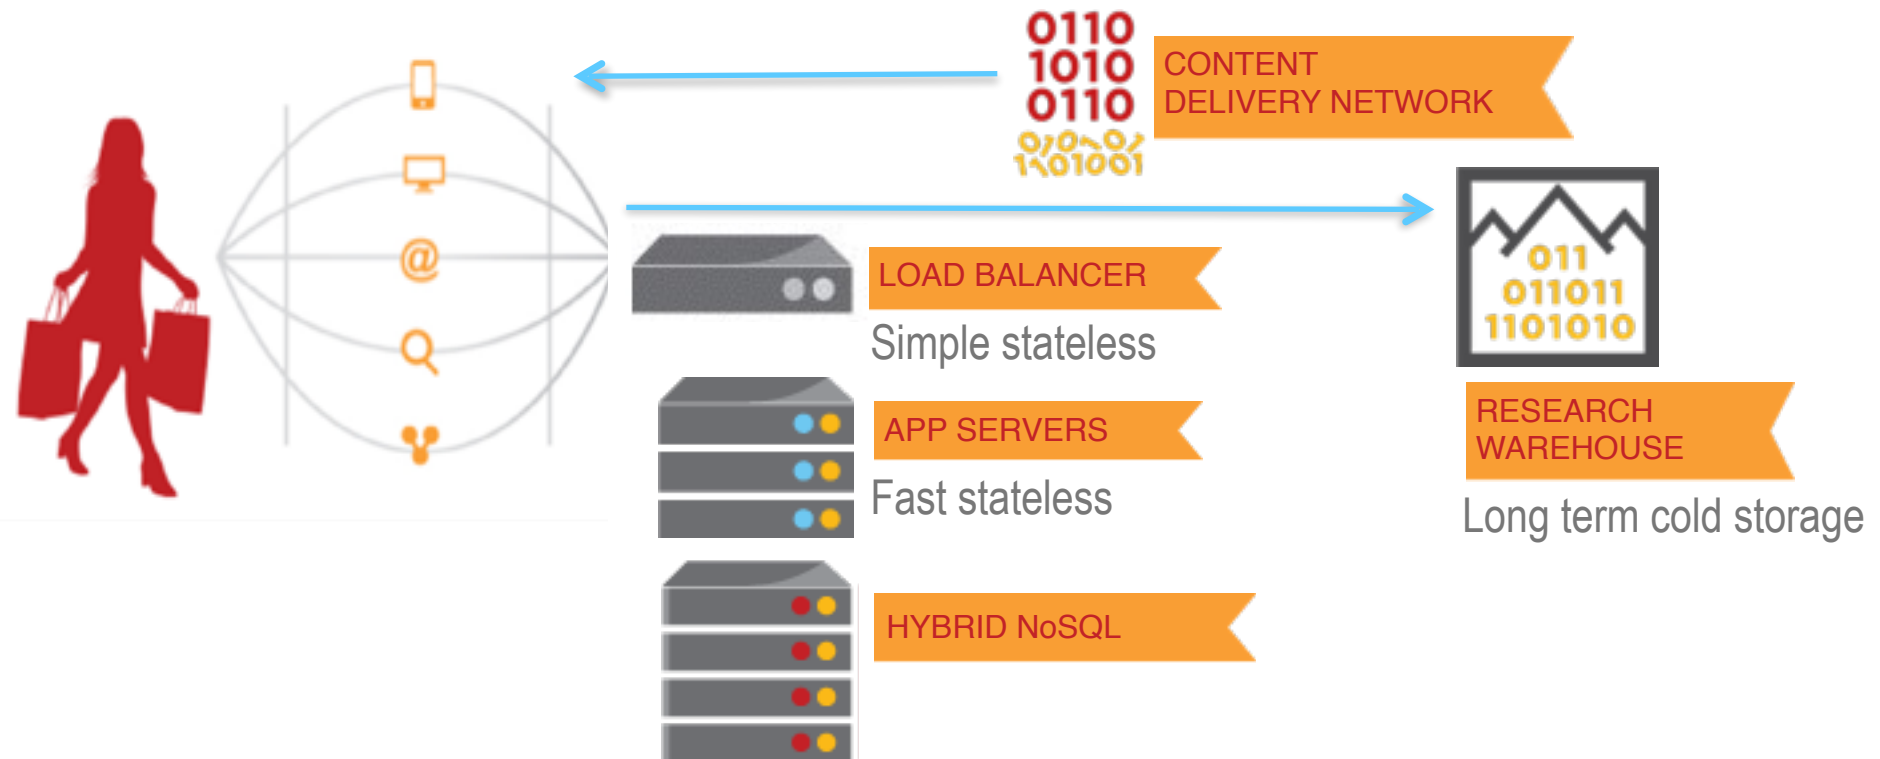 0110
1010
0110
1101001
CONTENT
DELIVERY NETWORK
@
LOAD BALANCER
Simple stateless
APP SERVERS
Fast stateless
HYBRID NoSQL
011
011011
1101010
RESEARCH
WAREHOUSE
Long term cold storage